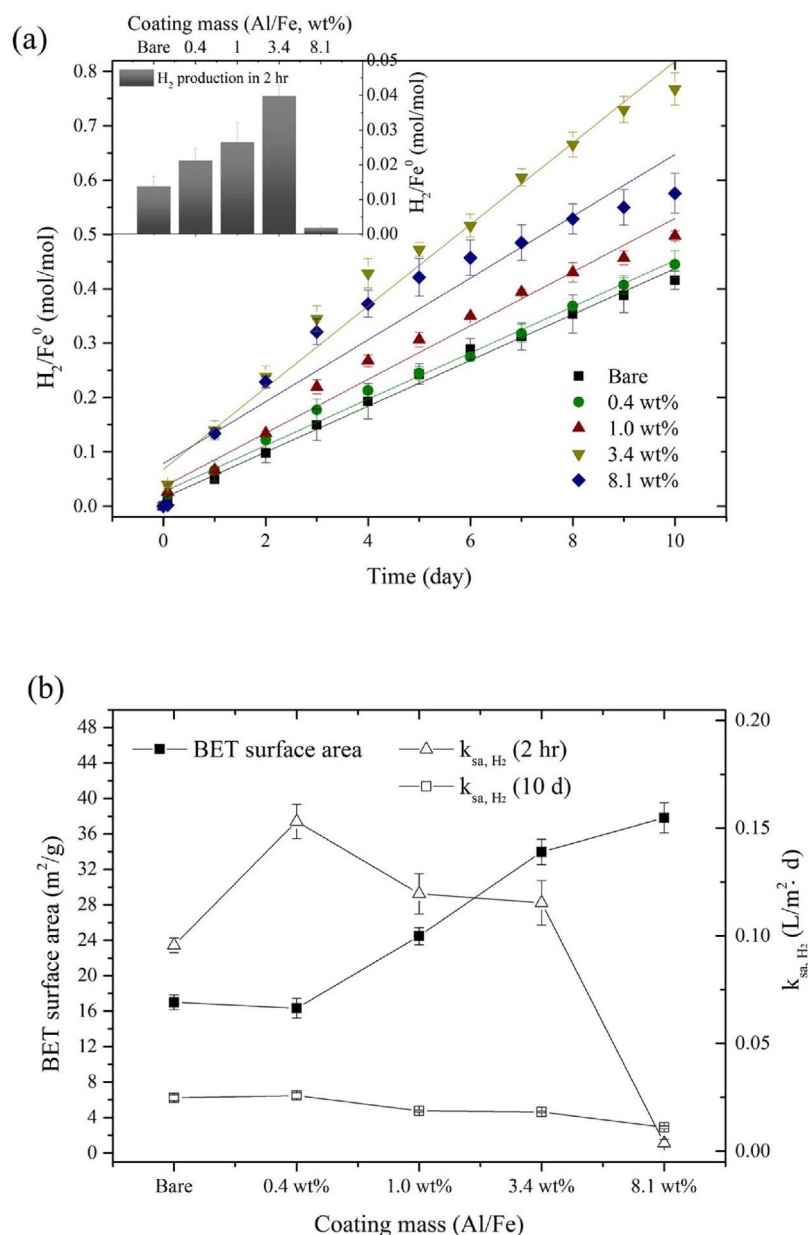 (a)
Coating mass (Al/Fe, wt%)
Bare 0.4 1 3.4 8.1
H₂ production in 2 hr
0.05
0.04
0.03
0.02
0.01
0.00
H₂/Fe⁰ (mol/mol)
0.8
0.7
0.6
0.5
0.4
0.3
0.2
0.1
0.0
H₂/Fe⁰ (mol/mol)
Bare
0.4 wt%
1.0 wt%
3.4 wt%
8.1 wt%
0 2 4 6 8 10
Time (day)
(b)
48
44
40
36
32
28
24
20
16
12
8
4
0
BET surface area (m²/g)
BET surface area
k sa, H₂ (2 hr)
k sa, H₂ (10 d)
0.20
0.15
0.10
0.05
0.00
k sa, H₂ (L/m²· d)
Bare 0.4 wt% 1.0 wt% 3.4 wt% 8.1 wt%
Coating mass (Al/Fe)